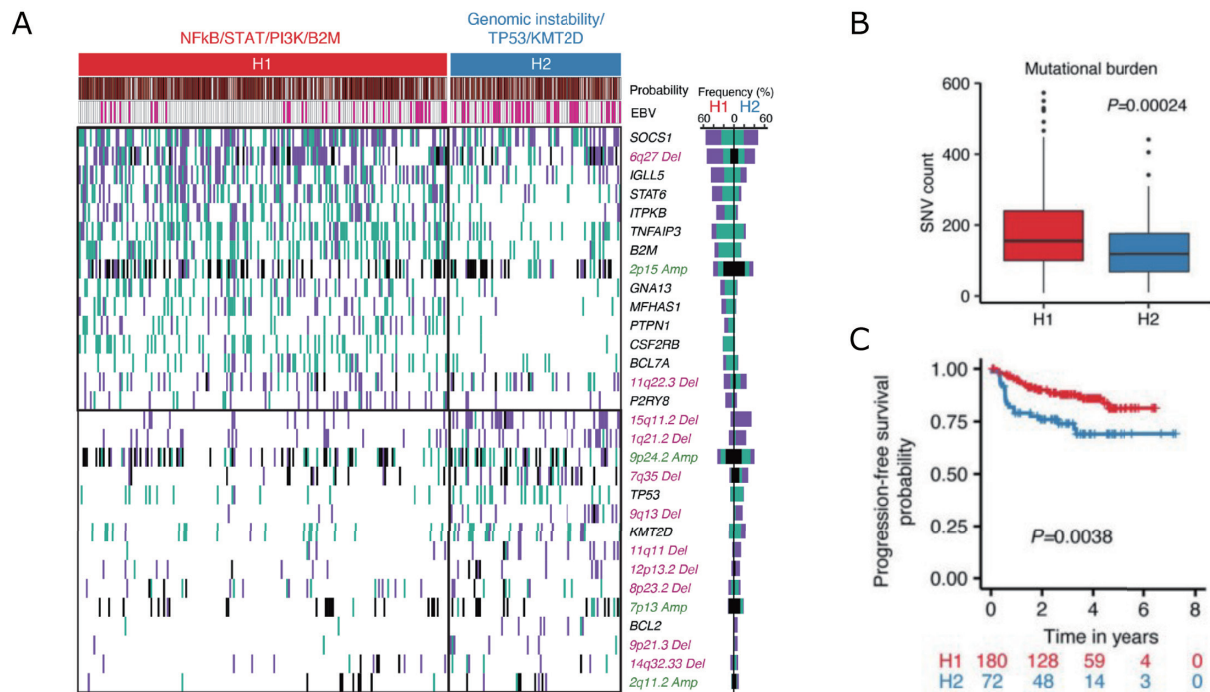 A
NFkB/STAT/PI3K/B2M
Genomic instability/
TP53/KMT2D
H1
H2
Probability
EBV
Frequency (%)
H1 H2
60 0 60
SOCS1
6q27 Del
IGLL5
STAT6
ITPKB
TNFAIP3
B2M
2p15 Amp
GNA13
MFHAS1
PTPN1
CSF2RB
BCL7A
11q22.3 Del
P2RY8
15q11.2 Del
1q21.2 Del
9p24.2 Amp
7q35 Del
TP53
9q13 Del
KMT2D
11q11 Del
12p13.2 Del
8p23.2 Del
7p13 Amp
BCL2
9p21.3 Del
14q32.33 Del
2q11.2 Amp
B
Mutational burden
P=0.00024
SNV count
600
400
200
0
H1
H2
C
Progression-free survival
probability
1.00
0.75
0.50
0.25
0.00
P=0.0038
0 2 4 6 8
Time in years
H1 180 128 59 4 0
H2 72 48 14 3 0